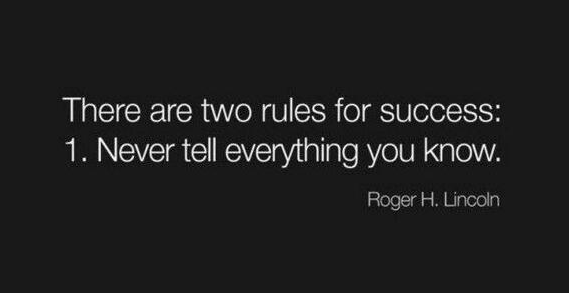 There are two rules for success:
1. Never tell everything you know.
Roger H. Lincoln